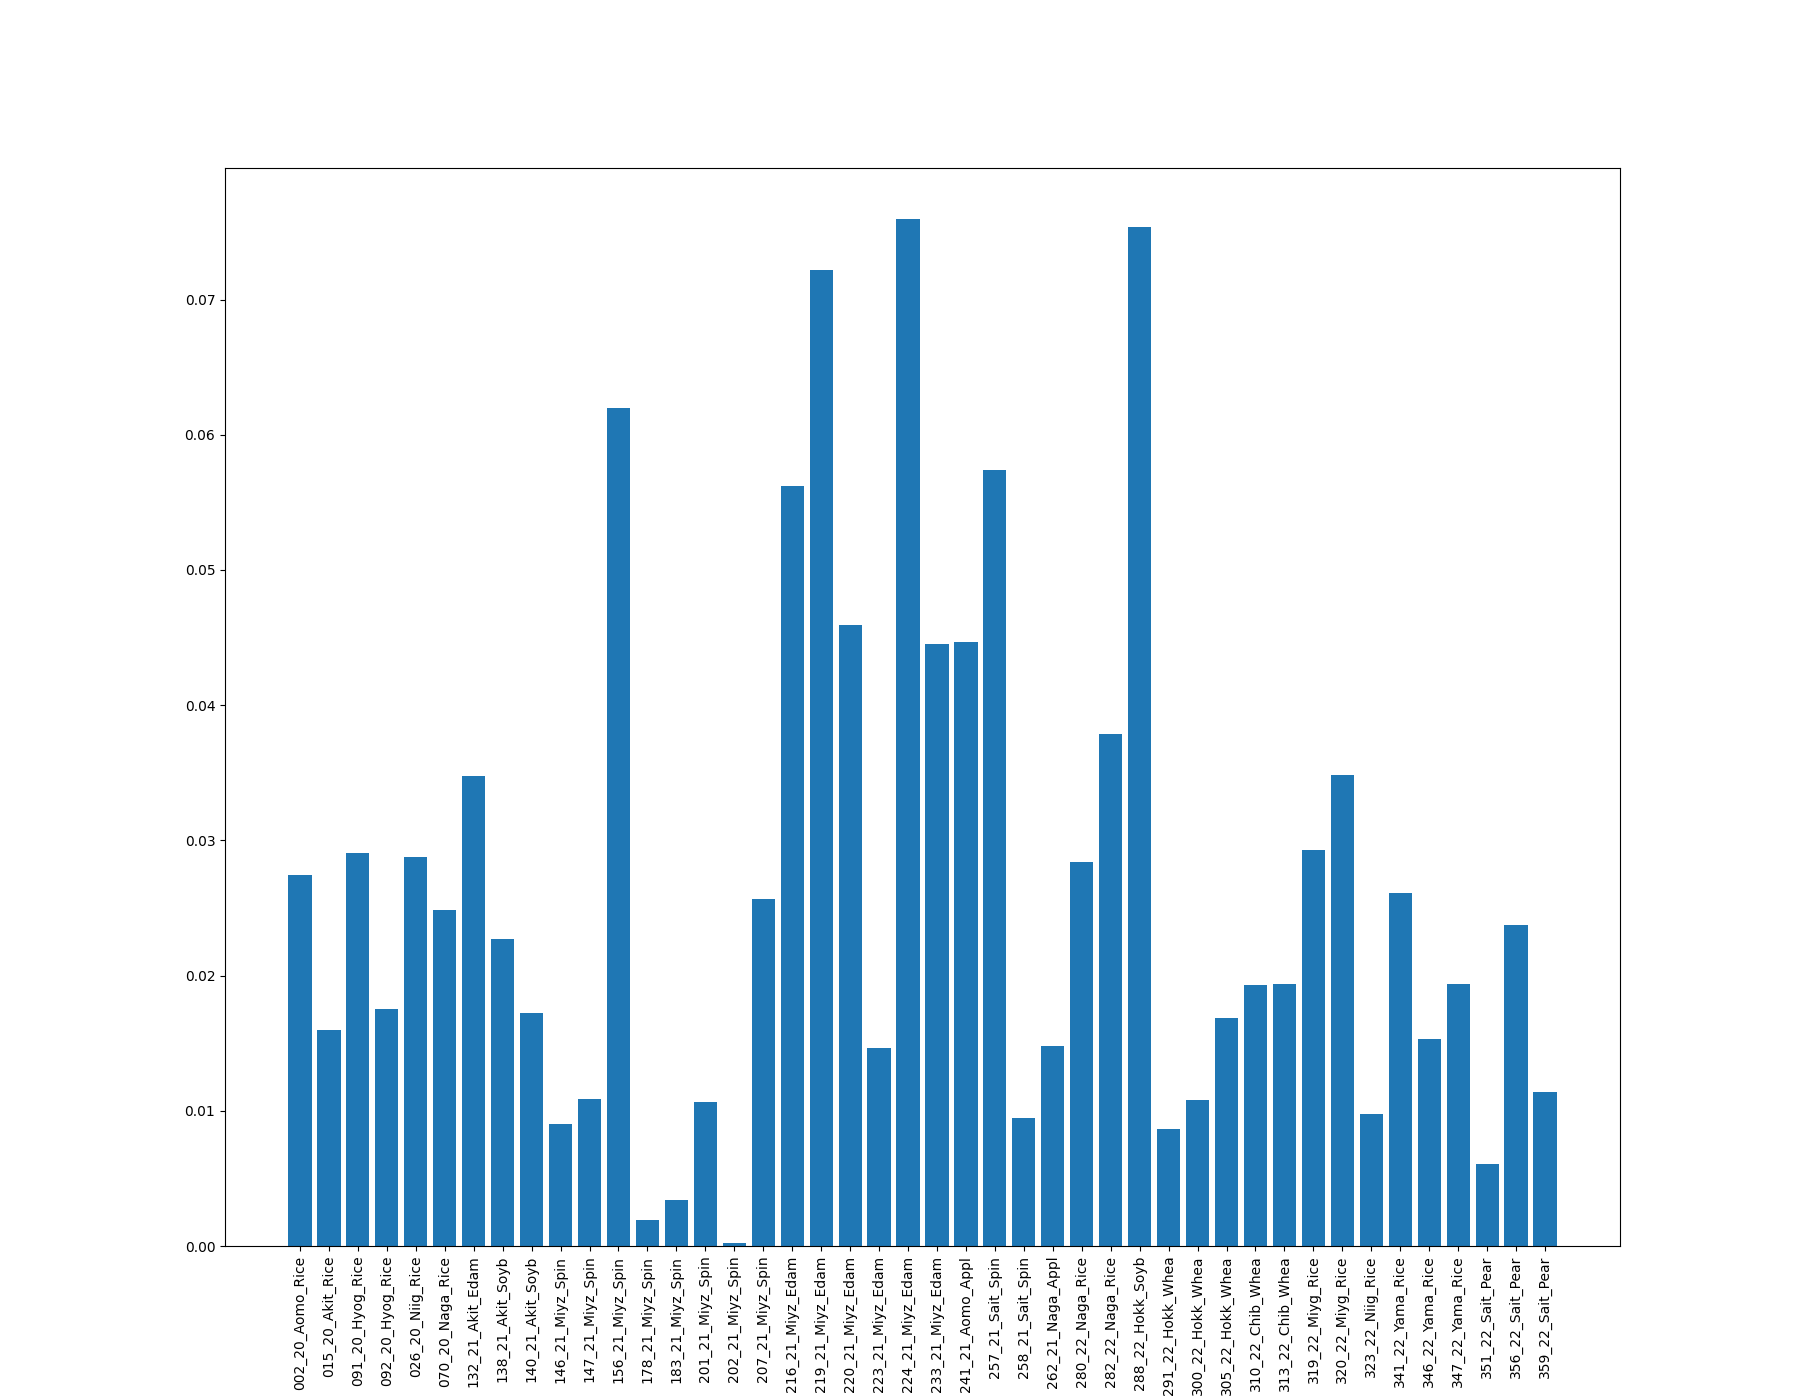 0.07
0.06
0.05
0.04
0.03
0.02
0.01
0.00
002_20_Aomo_Rice
015_20_Akit_Rice
091_20_Hyog_Rice
092_20_Hyog_Rice
026_20_Niig_Rice
070_20_Naga_Rice
132_21_Akit_Edam
138_21_Akit_Soyb
140_21_Akit_Soyb
146_21_Miyz_Spin
147_21_Miyz_Spin
156_21_Miyz_Spin
178_21_Miyz_Spin
183_21_Miyz_Spin
201_21_Miyz_Spin
202_21_Miyz_Spin
207_21_Miyz_Spin
216_21_Miyz_Edam
219_21_Miyz_Edam
220_21_Miyz_Edam
223_21_Miyz_Edam
224_21_Miyz_Edam
233_21_Miyz_Edam
241_21_Aomo_Appl
257_21_Sait_Spin
258_21_Sait_Spin
262_21_Naga_Appl
280_22_Naga_Rice
282_22_Naga_Rice
288_22_Hokk_Soyb
291_22_Hokk_Whea
300_22_Hokk_Whea
305_22_Hokk_Whea
310_22_Chib_Whea
313_22_Chib_Whea
319_22_Miyg_Rice
320_22_Miyg_Rice
323_22_Niig_Rice
341_22_Yama_Rice
346_22_Yama_Rice
347_22_Yama_Rice
351_22_Sait_Pear
356_22_Sait_Pear
359_22_Sait_Pear